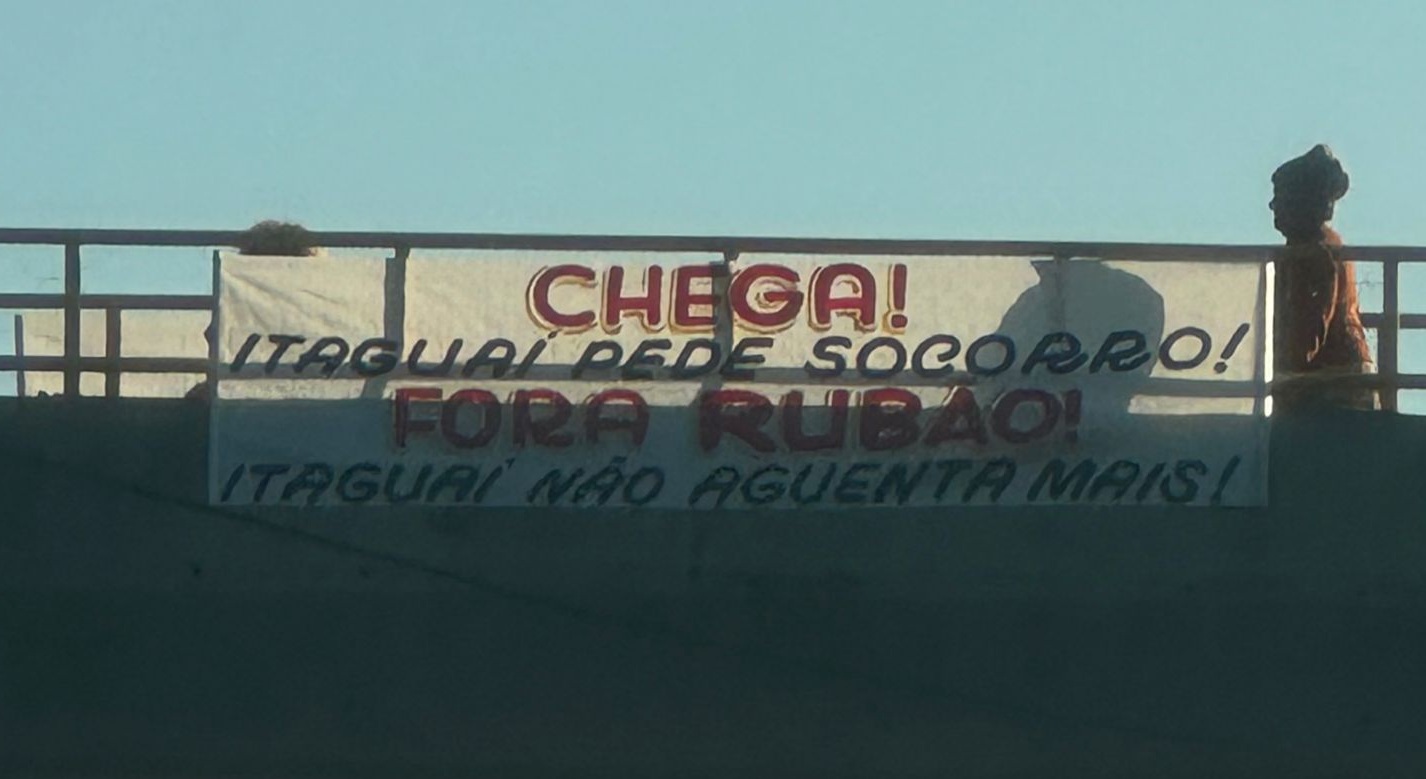 CHEGA!
ITAGUAÍ PEDE SOCORRO!
FORA RUBÃO!
ITAGUAÍ NÃO AGUENTA MAIS!